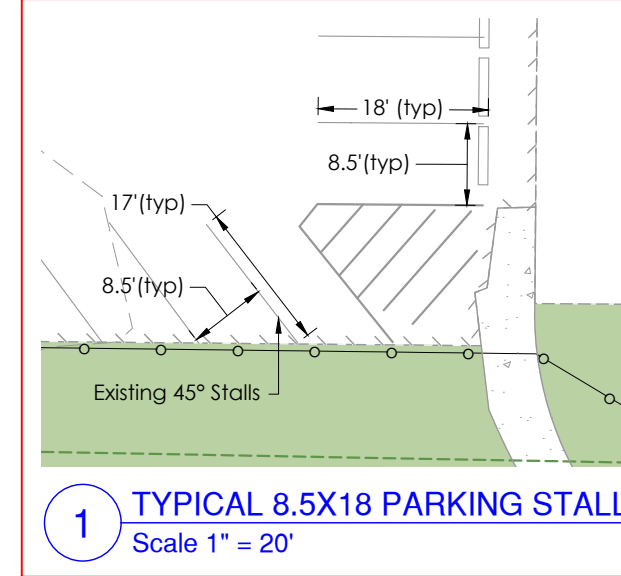 18' (typ)
8.5'(typ)
17'(typ)
8.5'(typ)
Existing 45° Stalls
1
TYPICAL 8.5X18 PARKING STALL
Scale 1" = 20'